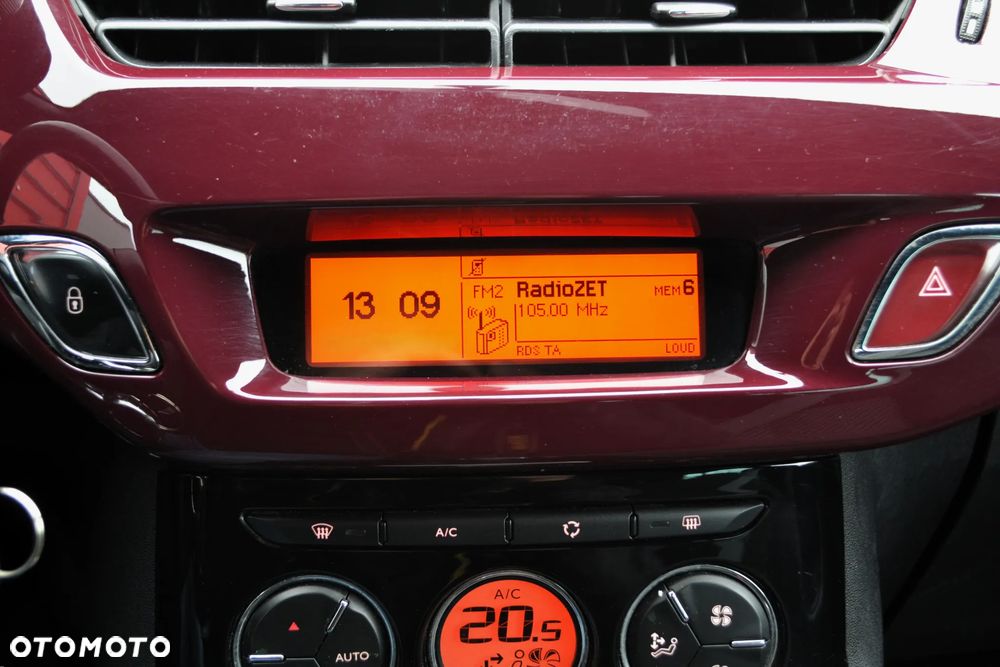 13 09
FM2 RadioZET MEM 6
105.00 MHz
RDS TA LOUD
A/C
A/C
20.5
AUTO
OTOMOTO